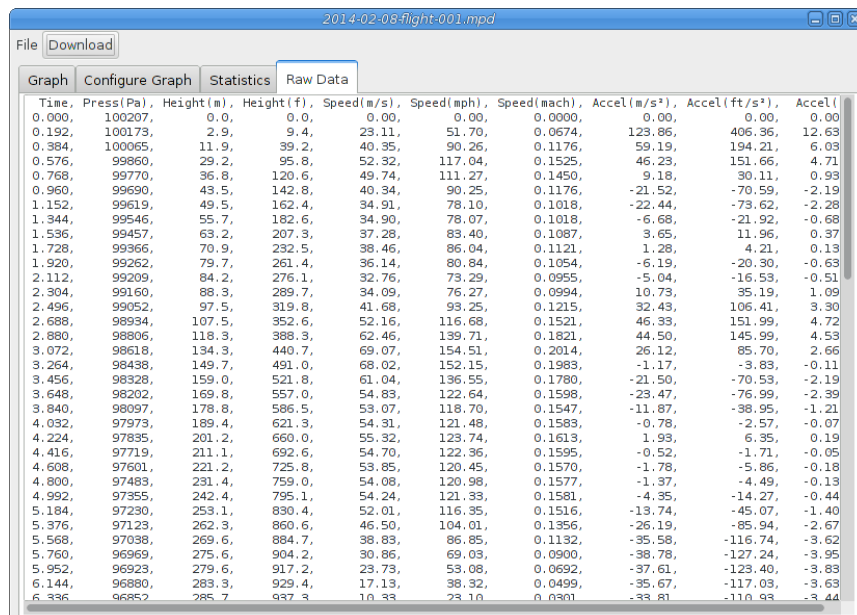 2014-02-08-flight-001.mpd
File Download
Graph Configure Graph Statistics Raw Data
Time, Press(Pa), Height(m), Height(f), Speed(m/s), Speed(mph), Speed(mach), Accel(m/s²), Accel(ft/s²), Accel(
0.000, 100207, 0.0, 0.0, 0.00, 0.00, 0.0000, 0.00, 0.00, 0.00
0.192, 100173, 2.9, 9.4, 23.11, 51.70, 0.0674, 123.86, 406.36, 12.63
0.384, 100065, 11.9, 39.2, 40.35, 90.26, 0.1176, 59.19, 194.21, 6.03
0.576, 99860, 29.2, 95.8, 52.32, 117.04, 0.1525, 46.23, 151.66, 4.71
0.768, 99770, 36.8, 120.6, 49.74, 111.27, 0.1450, 9.18, 30.11, 0.93
0.960, 99690, 43.5, 142.8, 40.34, 90.25, 0.1176, -21.52, -70.59, -2.19
1.152, 99619, 49.5, 162.4, 34.91, 78.10, 0.1018, -22.44, -73.62, -2.28
1.344, 99546, 55.7, 182.6, 34.90, 78.07, 0.1018, -6.68, -21.92, -0.68
1.536, 99457, 63.2, 207.3, 37.28, 83.40, 0.1087, 3.65, 11.96, 0.37
1.728, 99366, 70.9, 232.5, 38.46, 86.04, 0.1121, 1.28, 4.21, 0.13
1.920, 99262, 79.7, 261.4, 36.14, 80.84, 0.1054, -6.19, -20.30, -0.63
2.112, 99209, 84.2, 276.1, 32.76, 73.29, 0.0955, -5.04, -16.53, -0.51
2.304, 99160, 88.3, 289.7, 34.09, 76.27, 0.0994, 10.73, 35.19, 1.09
2.496, 99052, 97.5, 319.8, 41.68, 93.25, 0.1215, 32.43, 106.41, 3.30
2.688, 98934, 107.5, 352.6, 52.16, 116.68, 0.1521, 46.33, 151.99, 4.72
2.880, 98806, 118.3, 388.3, 62.46, 139.71, 0.1821, 44.50, 145.99, 4.53
3.072, 98618, 134.3, 440.7, 69.07, 154.51, 0.2014, 26.12, 85.70, 2.66
3.264, 98438, 149.7, 491.0, 68.02, 152.15, 0.1983, -1.17, -3.83, -0.11
3.456, 98328, 159.0, 521.8, 61.04, 136.55, 0.1780, -21.50, -70.53, -2.19
3.648, 98202, 169.8, 557.0, 54.83, 122.64, 0.1598, -23.47, -76.99, -2.39
3.840, 98097, 178.8, 586.5, 53.07, 118.70, 0.1547, -11.87, -38.95, -1.21
4.032, 97973, 189.4, 621.3, 54.31, 121.48, 0.1583, -0.78, -2.57, -0.07
4.224, 97835, 201.2, 660.0, 55.32, 123.74, 0.1613, 1.93, 6.35, 0.19
4.416, 97719, 211.1, 692.6, 54.70, 122.36, 0.1595, -0.52, -1.71, -0.05
4.608, 97601, 221.2, 725.8, 53.85, 120.45, 0.1570, -1.78, -5.86, -0.18
4.800, 97483, 231.4, 759.0, 54.08, 120.98, 0.1577, -1.37, -4.49, -0.13
4.992, 97355, 242.4, 795.1, 54.24, 121.33, 0.1581, -4.35, -14.27, -0.44
5.184, 97230, 253.1, 830.4, 52.01, 116.35, 0.1516, -13.74, -45.07, -1.40
5.376, 97123, 262.3, 860.6, 46.50, 104.01, 0.1356, -26.19, -85.94, -2.67
5.568, 97038, 269.6, 884.7, 38.83, 86.85, 0.1132, -35.58, -116.74, -3.62
5.760, 96969, 275.6, 904.2, 30.86, 69.03, 0.0900, -38.78, -127.24, -3.95
5.952, 96923, 279.6, 917.2, 23.73, 53.08, 0.0692, -37.61, -123.40, -3.83
6.144, 96880, 283.3, 929.4, 17.13, 38.32, 0.0499, -35.67, -117.03, -3.63
6.336, 96852, 285.7, 937.3, 10.33, 23.10, 0.0301, -33.81, -110.93, -3.44